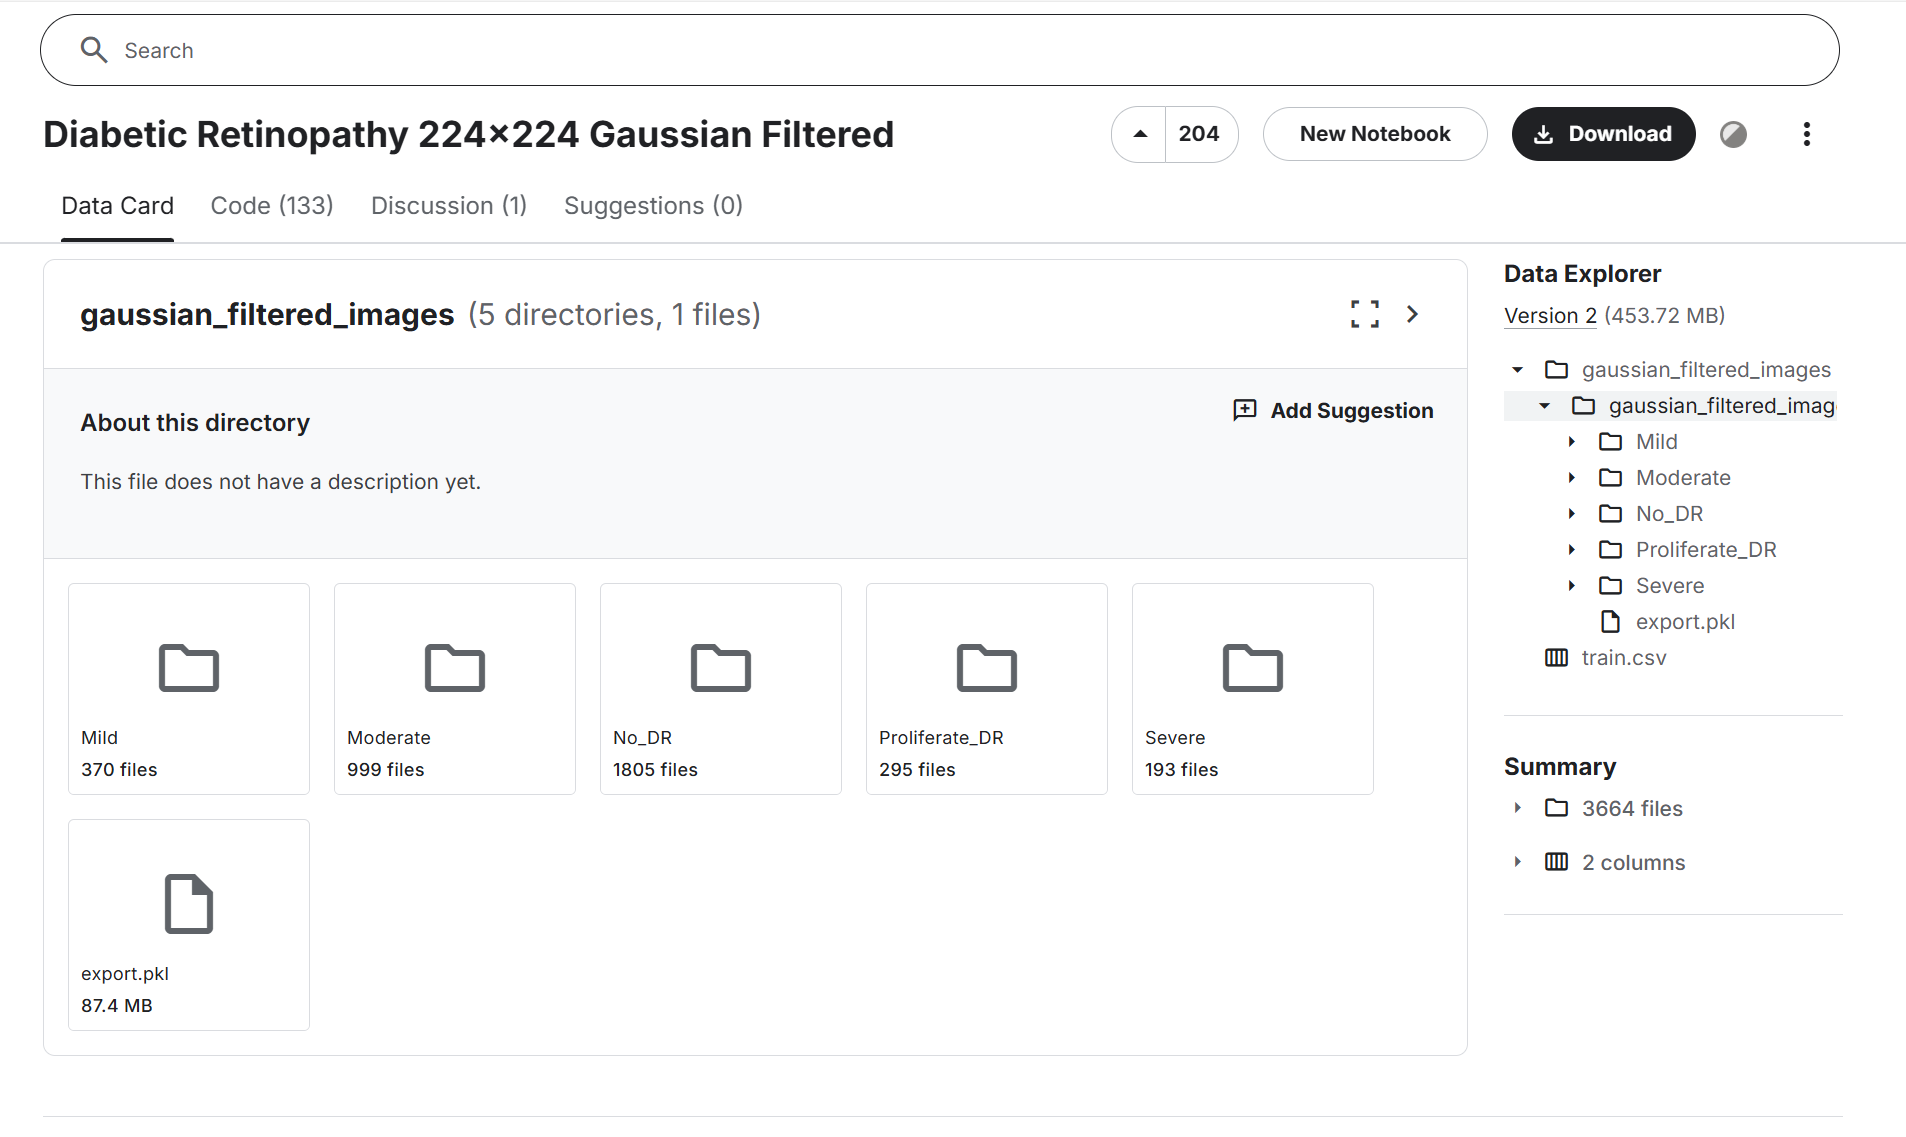 Search
Diabetic Retinopathy 224x224 Gaussian Filtered
204
New Notebook
Download
Data Card
Code (133)
Discussion (1)
Suggestions (0)
gaussian_filtered_images (5 directories, 1 files)
About this directory
Add Suggestion
This file does not have a description yet.
Mild
370 files
Moderate
999 files
No_DR
1805 files
Proliferate_DR
295 files
Severe
193 files
export.pkl
87.4 MB
Data Explorer
Version 2 (453.72 MB)
gaussian_filtered_images
gaussian_filtered_imag
Mild
Moderate
No_DR
Proliferate_DR
Severe
export.pkl
train.csv
Summary
3664 files
2 columns